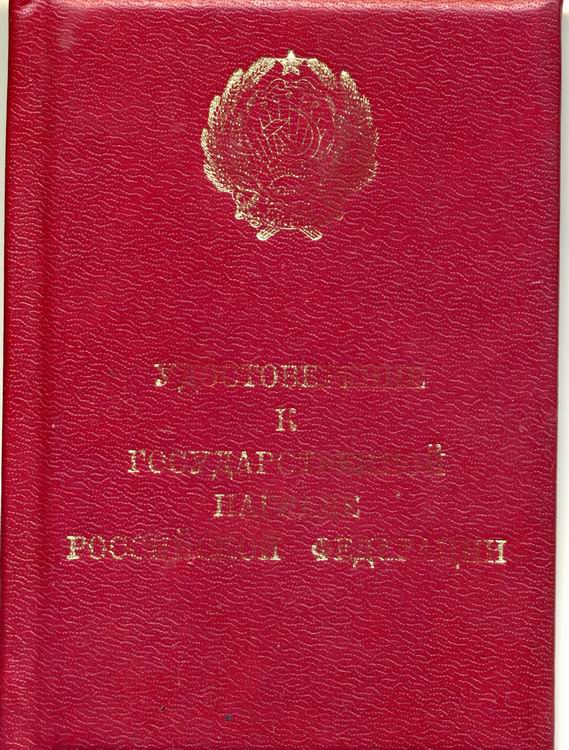 УДОСТОВЕРЕНИЕ
К
ГОСУДАРСТВЕННОЙ
НАГРАДЕ
РОССИЙСКОЙ ФЕДЕРАЦИИ